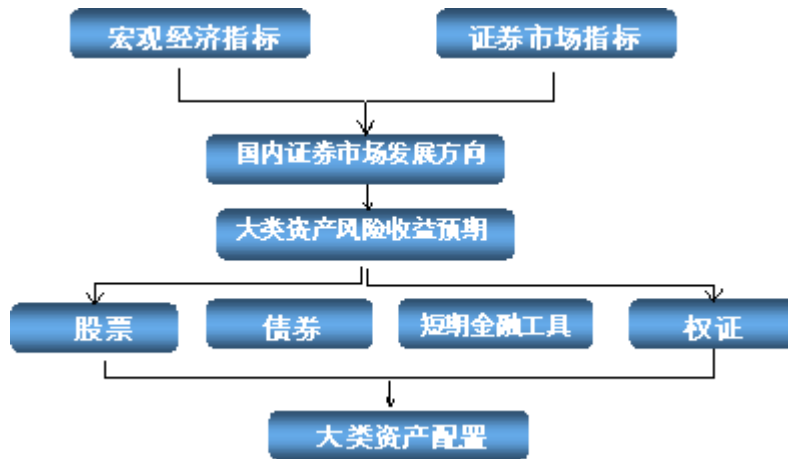 宏观经济指标
证券市场指标
国内证券市场发展方向
大类资产风险收益预期
股票
债券
短期金融工具
权证
大类资产配置